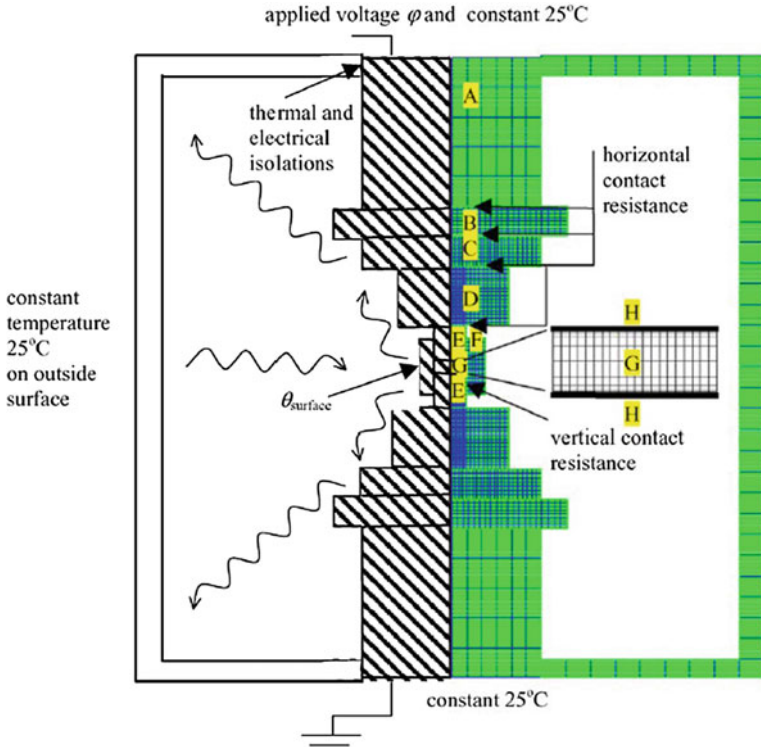 applied voltage φ and constant 25°C
thermal and
electrical
isolations
A
horizontal
contact
resistance
B
C
D
constant
temperature
25°C
on outside
surface
E F
G
E
H
G
H
θsurface
vertical contact
resistance
constant 25°C